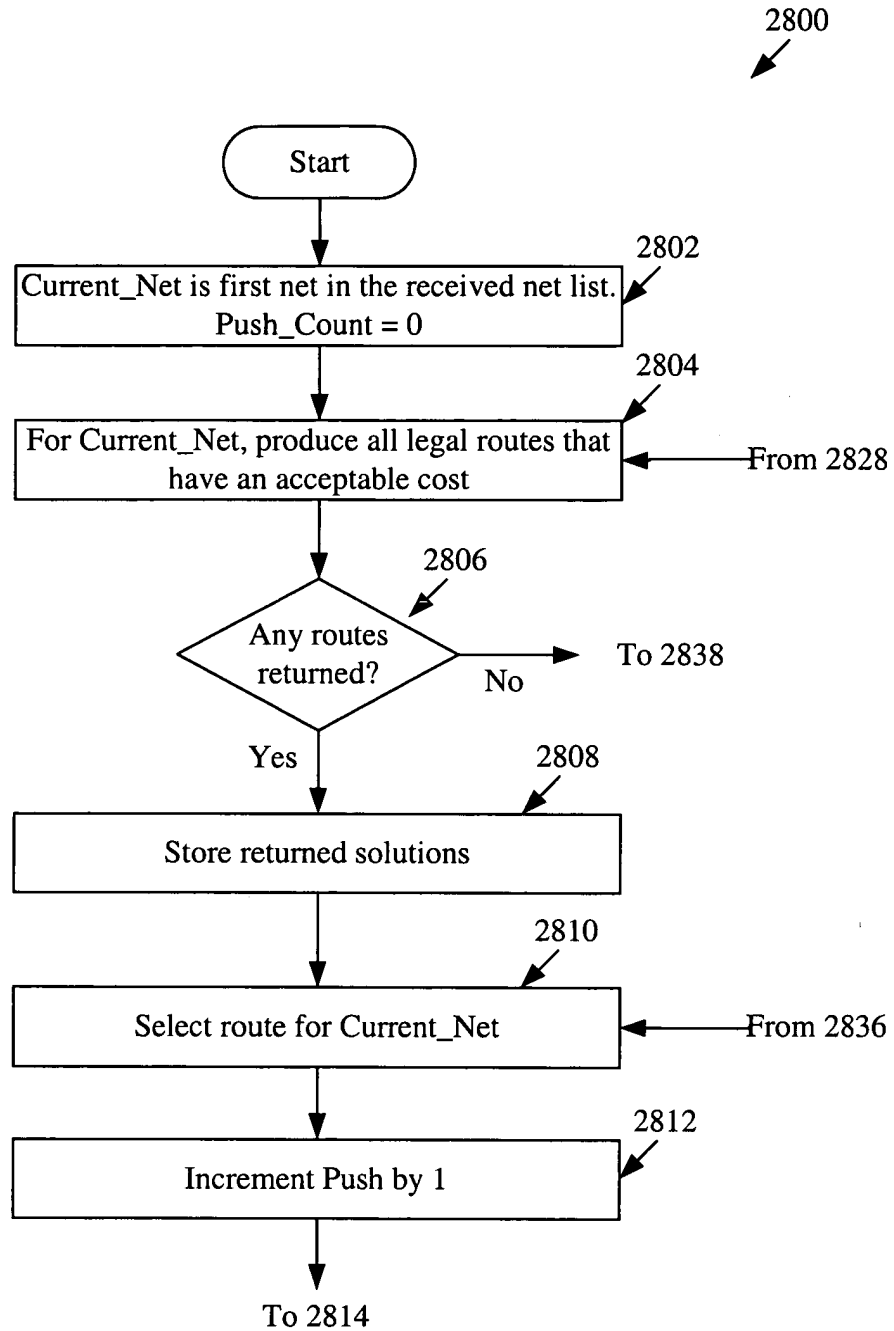 2800
Start
2802
Current_Net is first net in the received net list.
Push_Count = 0
2804
For Current_Net, produce all legal routes that
have an acceptable cost
From 2828
2806
Any routes
returned?
To 2838
No
Yes
2808
Store returned solutions
2810
Select route for Current_Net
From 2836
2812
Increment Push by 1
To 2814